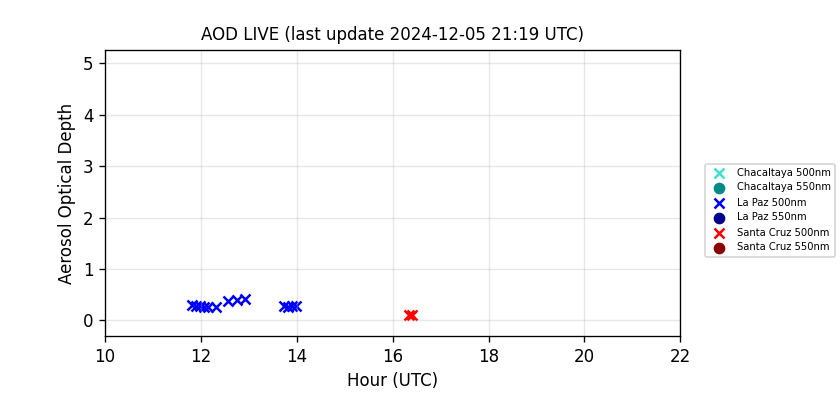 AOD LIVE (last update 2024-12-05 21:19 UTC)
Aerosol Optical Depth
5
4
3
2
1
0
10 12 14 16 18 20 22
Hour (UTC)
Chacaltaya 500nm
Chacaltaya 550nm
La Paz 500nm
La Paz 550nm
Santa Cruz 500nm
Santa Cruz 550nm